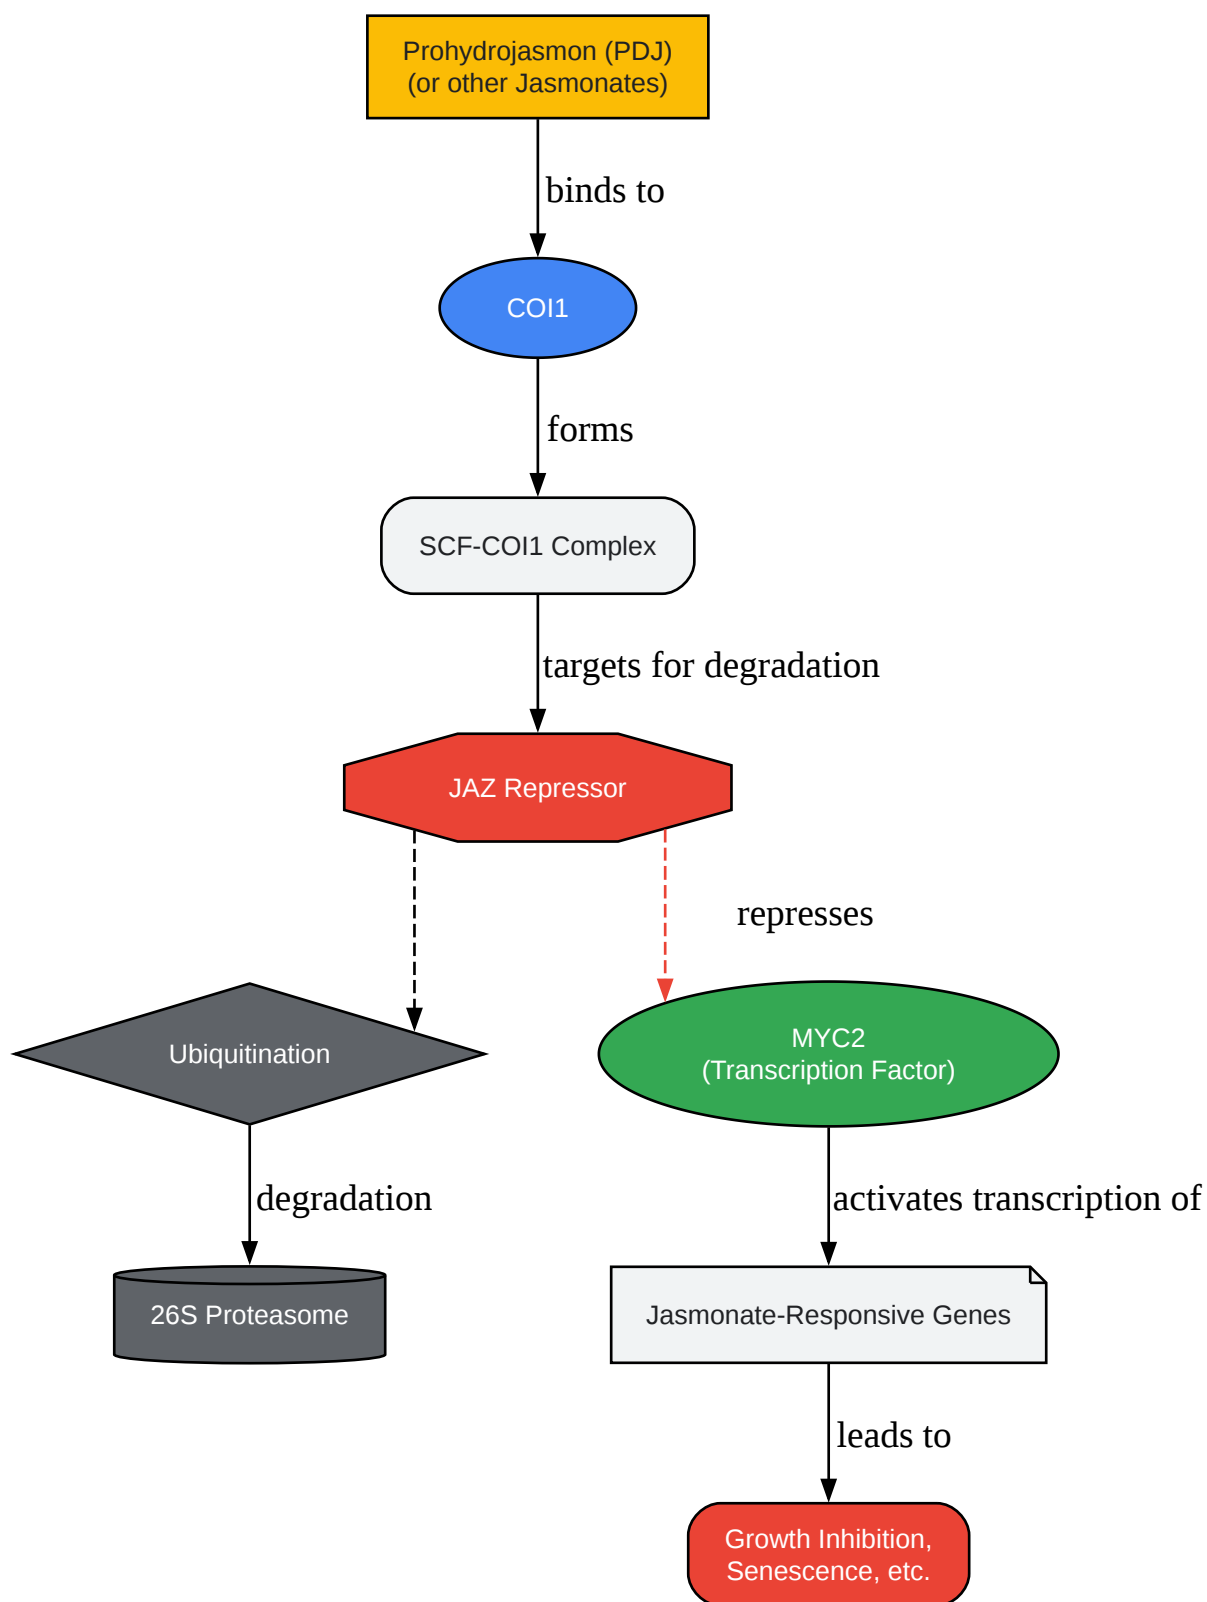 Prohydrojasmon (PDJ)
(or other Jasmonates)
binds to
COI1
forms
SCF-COI1 Complex
targets for degradation
JAZ Repressor
represses
Ubiquitination
MYC2
(Transcription Factor)
degradation
activates transcription of
26S Proteasome
Jasmonate-Responsive Genes
leads to
Growth Inhibition,
Senescence, etc.